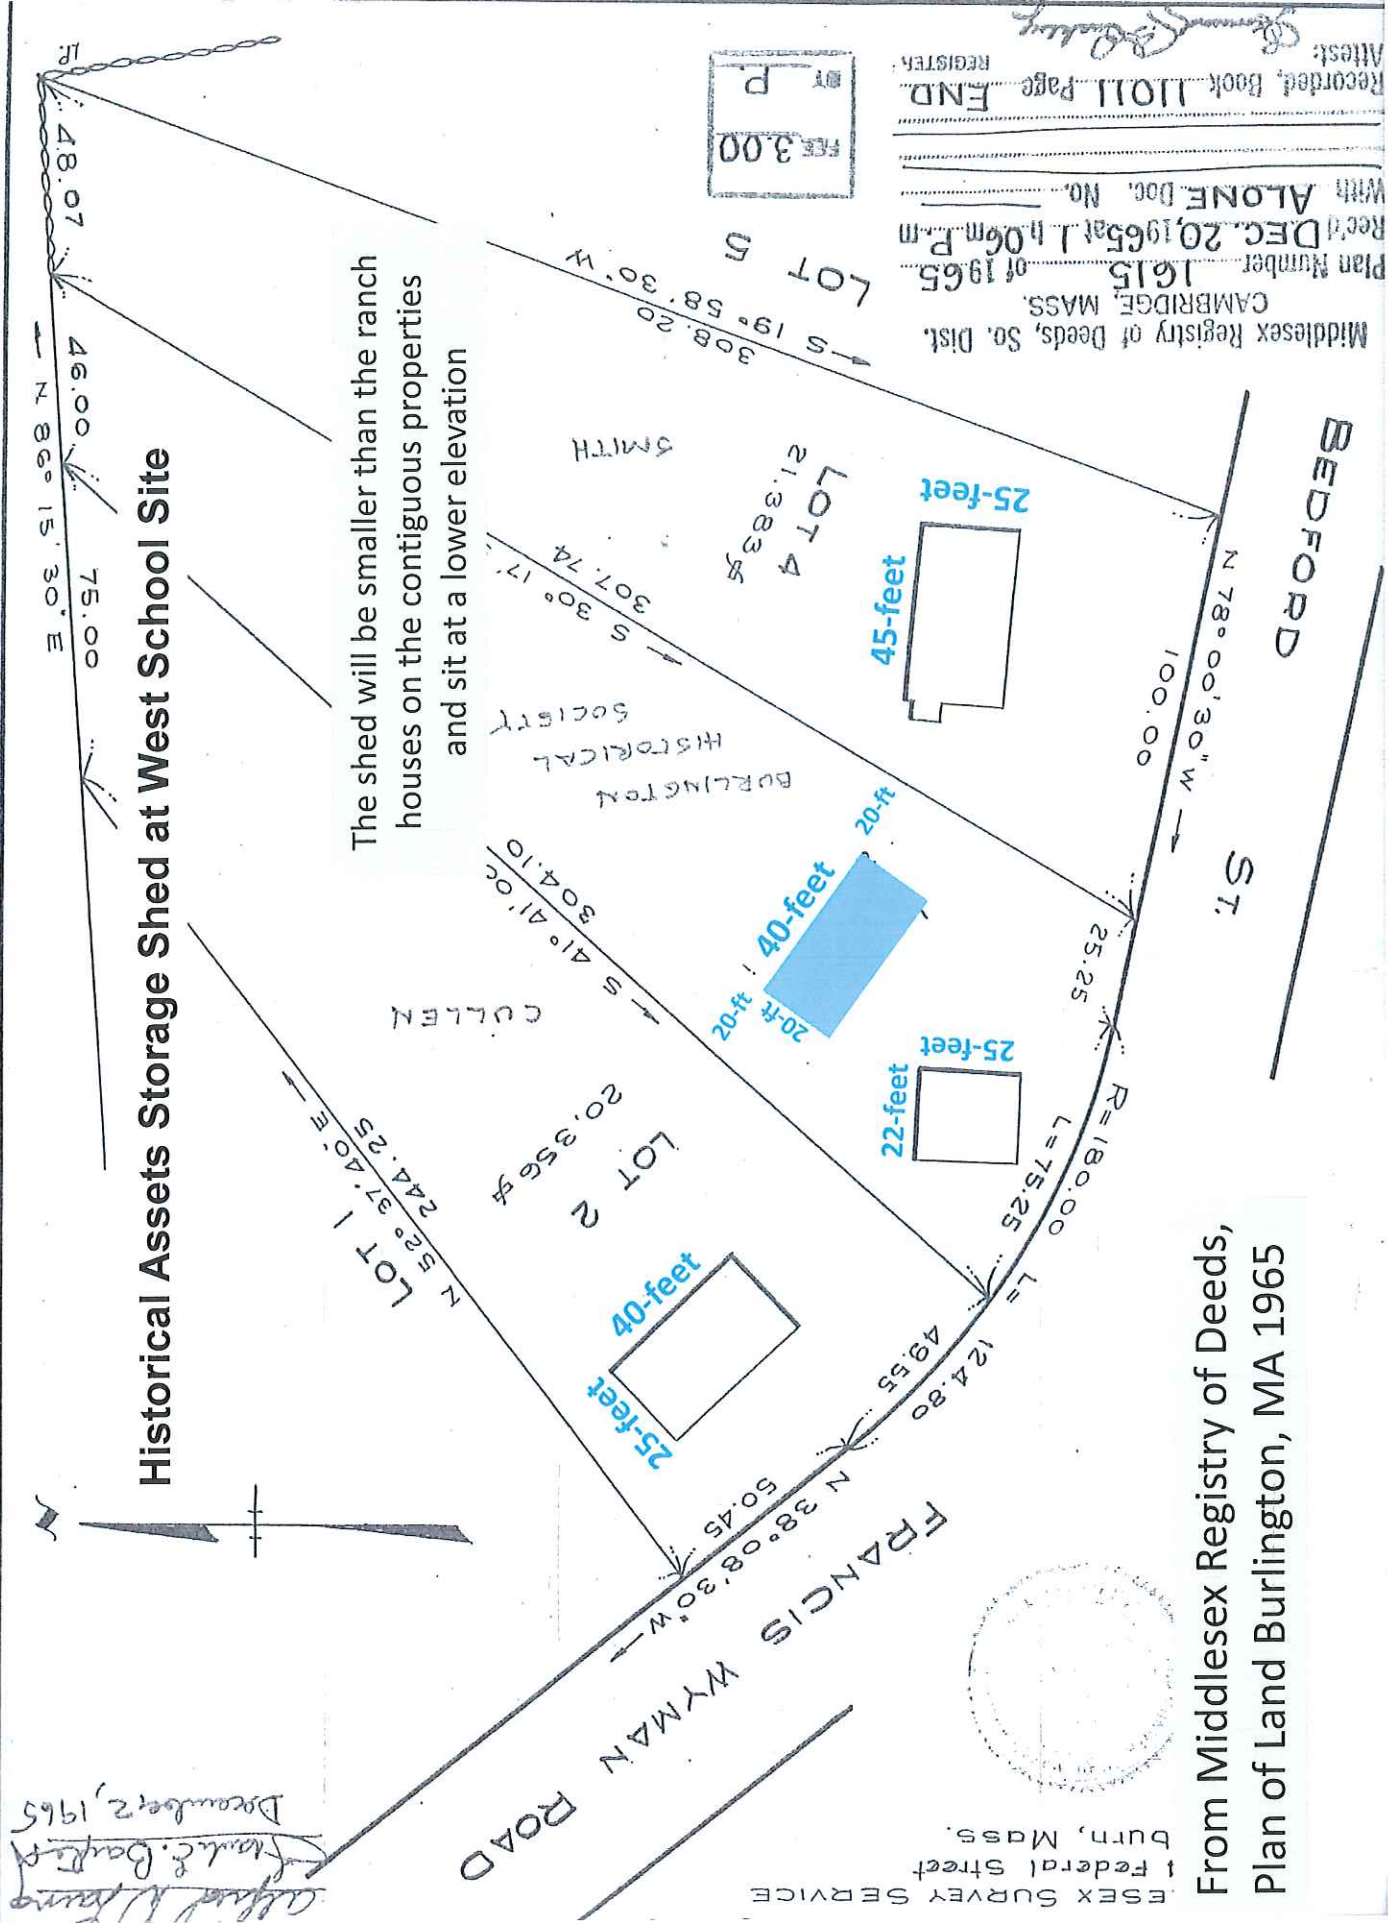 Historical Assets Storage Shed at West School Site
The shed will be smaller than the ranch
houses on the contiguous properties
and sit at a lower elevation
I.P.
48.07
46.00
75.00
N 86° 15' 30" E
LOT 1
N 52° 37' 40" E
244.25
LOT 2
20,356
CULLEN
S 41° 41'
304.10
BURLINGTON
HISTORICAL
SOCIETY
S 30° 17'
307.74
SMITH
LOT 4
21,383
S 19° 58' 30" W
308.20
LOT 5
40-feet
25-feet
22-feet
25-feet
20-ft
20-ft
40-feet
20-ft
45-feet
25-feet
N 38° 08' 30" W
50.45
49.55
L=
124.80
R=180.00
L=75.25
25.25
N 78° 00' 30" W
100.00
FRANCIS WYMAN ROAD
BEDFORD ST.
Middlesex Registry of Deeds, So. Dist.
CAMBRIDGE, MASS.
Plan Number 1615 of 1965
Rec'd DEC. 20, 1965 at 1 h 06 m P. m
With ALONE Doc. No.
Recorded, Book 11011 Page END
Attest:
REGISTER
FEE 3.00
BY P.
December 2, 1965
ESEX SURVEY SERVICE
1 Federal Street
burn, Mass.
From Middlesex Registry of Deeds,
Plan of Land Burlington, MA 1965